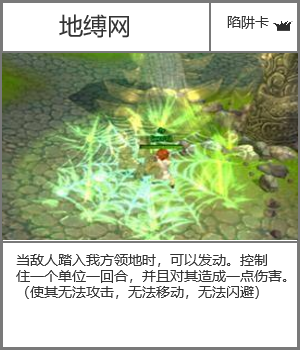 地缚网
陷阱卡
当敌人踏入我方领地时，可以发动。控制
住一个单位一回合，并且对其造成一点伤害。
（使其无法攻击，无法移动，无法闪避）